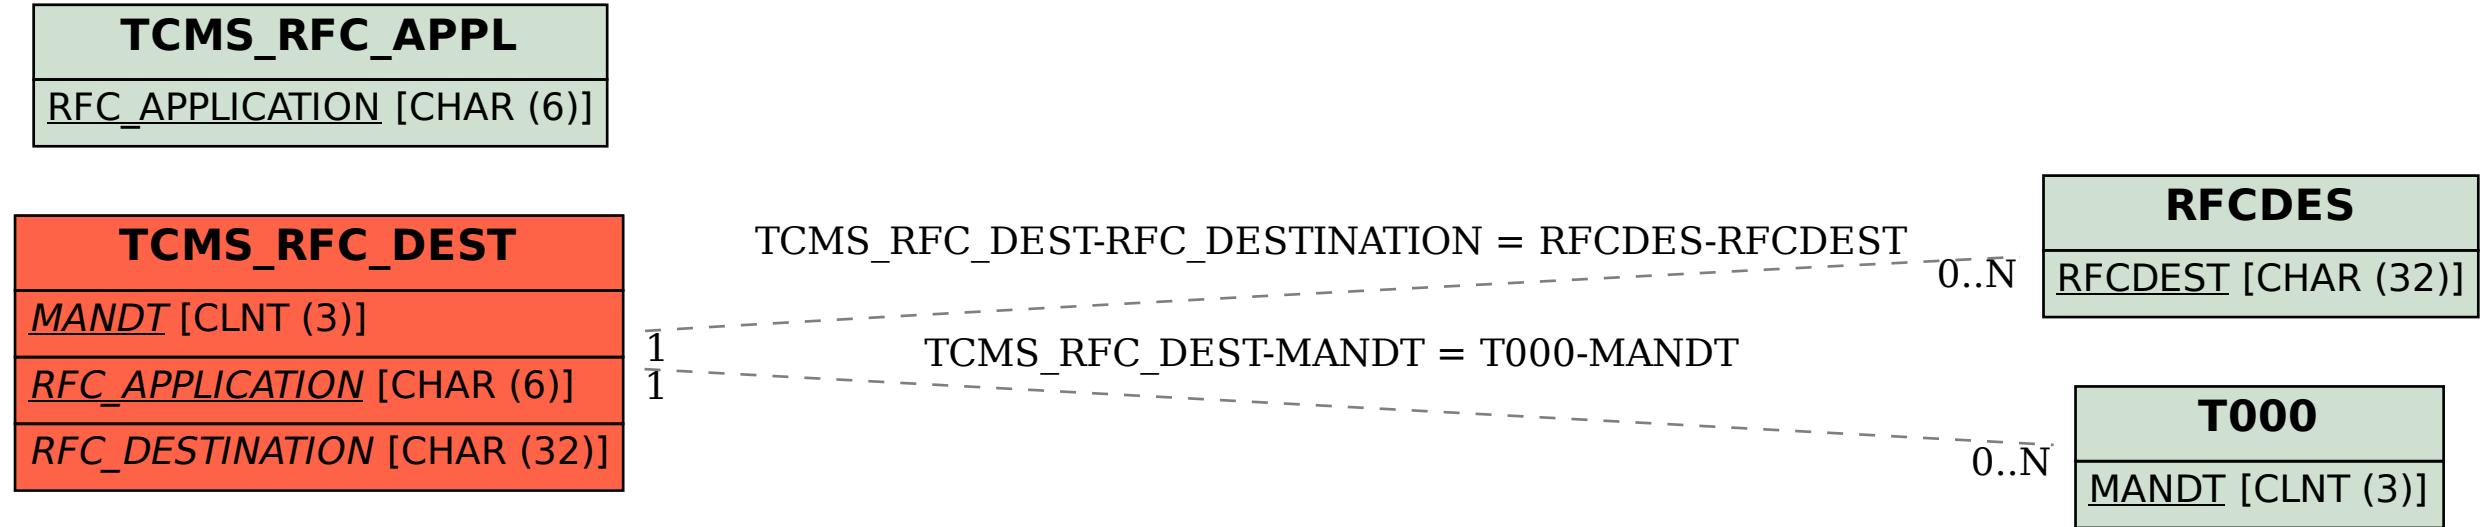 TCMS_RFC_APPL
RFC_APPLICATION [CHAR (6)]
TCMS_RFC_DEST
MANDT [CLNT (3)]
RFC_APPLICATION [CHAR (6)]
RFC_DESTINATION [CHAR (32)]
TCMS_RFC_DEST-RFC_DESTINATION = RFCDES-RFCDEST
0..N
1
TCMS_RFC_DEST-MANDT = T000-MANDT
1
0..N
RFCDES
RFCDEST [CHAR (32)]
T000
MANDT [CLNT (3)]